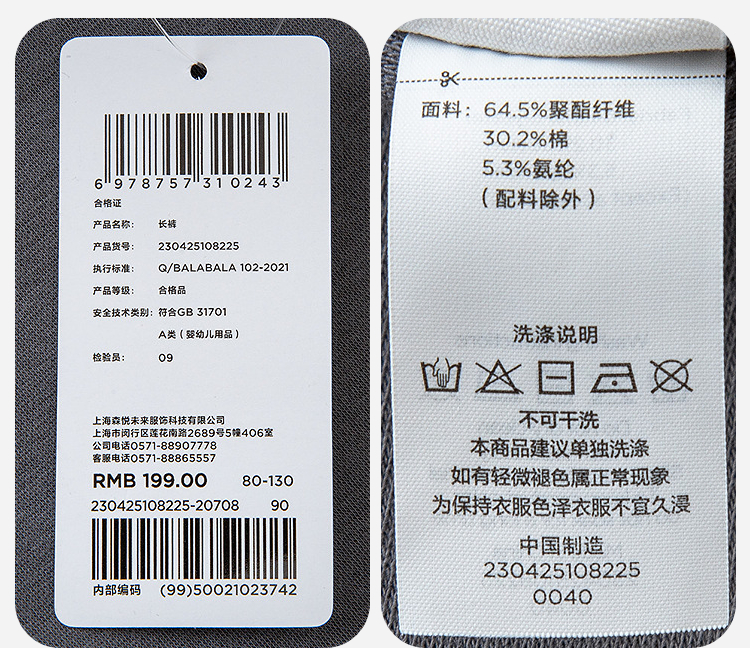 6 978757 310243
合格证
产品名称： 长裤
产品货号： 230425108225
执行标准： Q/BALABALA 102-2021
产品等级： 合格品
安全技术类别： 符合GB 31701
A类（婴幼儿用品）
检验员： 09
上海森悦未来服饰科技有限公司
上海市闵行区莲花南路2689号5幢406室
公司电话0571-88907778
客服电话0571-88865557
RMB 199.00 80-130
230425108225-20708 90
内部编码 (99)50021023742
面料：64.5%聚酯纤维
30.2%棉
5.3%氨纶
（配料除外）
洗涤说明
不可干洗
本商品建议单独洗涤
如有轻微褪色属正常现象
为保持衣服色泽衣服不宜久浸
中国制造
230425108225
0040